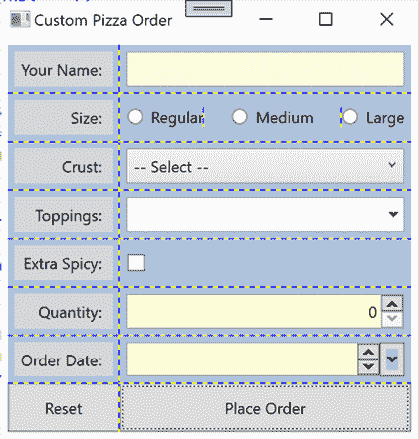 Custom Pizza Order
Your Name:
Size: Regular Medium Large
Crust: -- Select --
Toppings:
Extra Spicy:
Quantity: 0
Order Date:
Reset Place Order